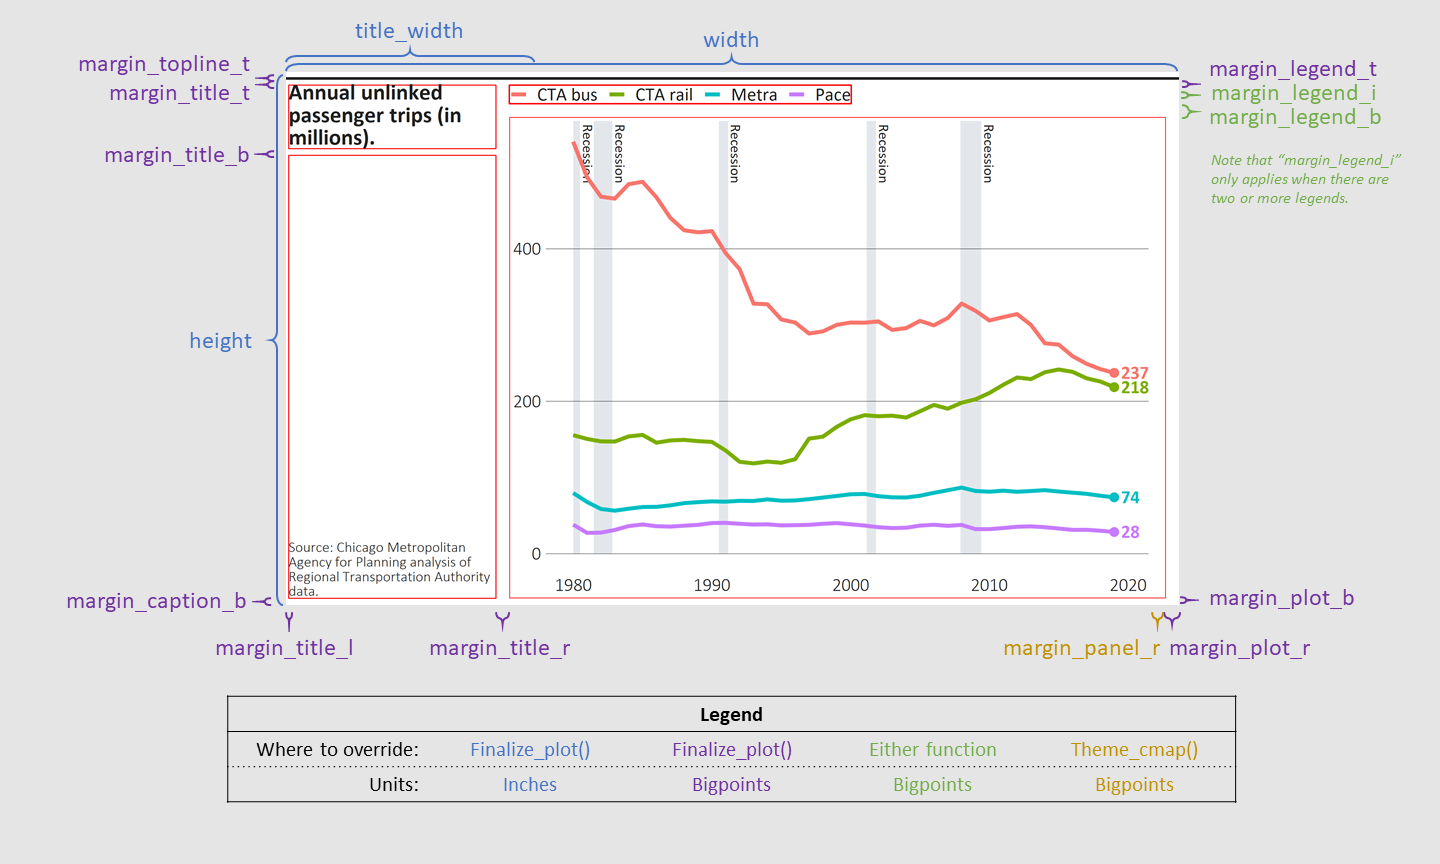 title_width
width
margin_topline_t
margin_title_t
margin_legend_t
margin_legend_i
margin_legend_b
Annual unlinked
passenger trips (in
millions).
CTA bus CTA rail Metra Pace
margin_title_b
Note that “margin_legend_i”
only applies when there are
two or more legends.
Recession
Recession
Recession
Recession
Recession
400
height
237
218
200
74
28
0
Source: Chicago Metropolitan
Agency for Planning analysis of
Regional Transportation Authority
data.
1980 1990 2000 2010 2020
margin_caption_b
margin_plot_b
margin_title_l
margin_title_r
margin_panel_r
margin_plot_r
Legend
Where to override: Finalize_plot() Finalize_plot() Either function Theme_cmap()
Units: Inches Bigpoints Bigpoints Bigpoints